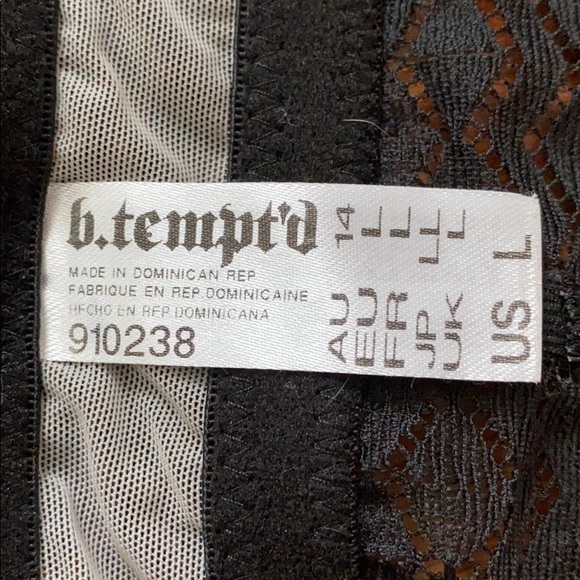 b.tempt'd
MADE IN DOMINICAN REP
FABRIQUE EN REP.DOMINICAINE
HECHO EN REP.DOMINICANA
910238
AU 14
EU L
FR L
JP LL
UK L
US L